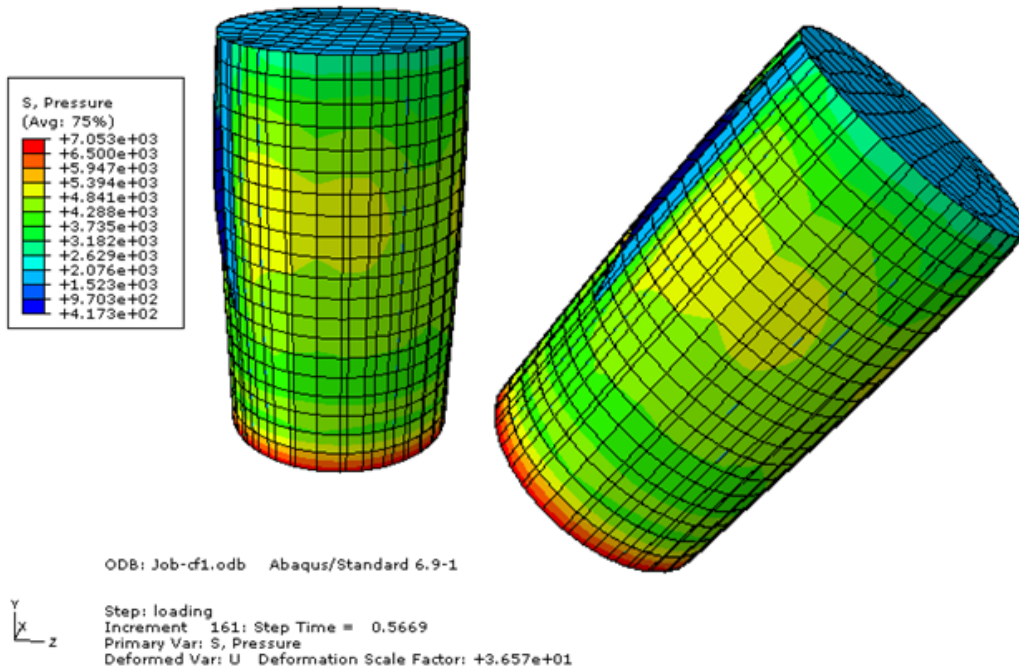 S, Pressure
(Avg: 75%)
+7.053e+03
+6.500e+03
+5.947e+03
+5.394e+03
+4.841e+03
+4.288e+03
+3.735e+03
+3.182e+03
+2.629e+03
+2.076e+03
+1.523e+03
+9.703e+02
+4.173e+02
ODB: Job-cf1.odb Abaqus/Standard 6.9-1
Y
X
Z
Step: loading
Increment 161: Step Time = 0.5669
Primary Var: S, Pressure
Deformed Var: U Deformation Scale Factor: +3.657e+01